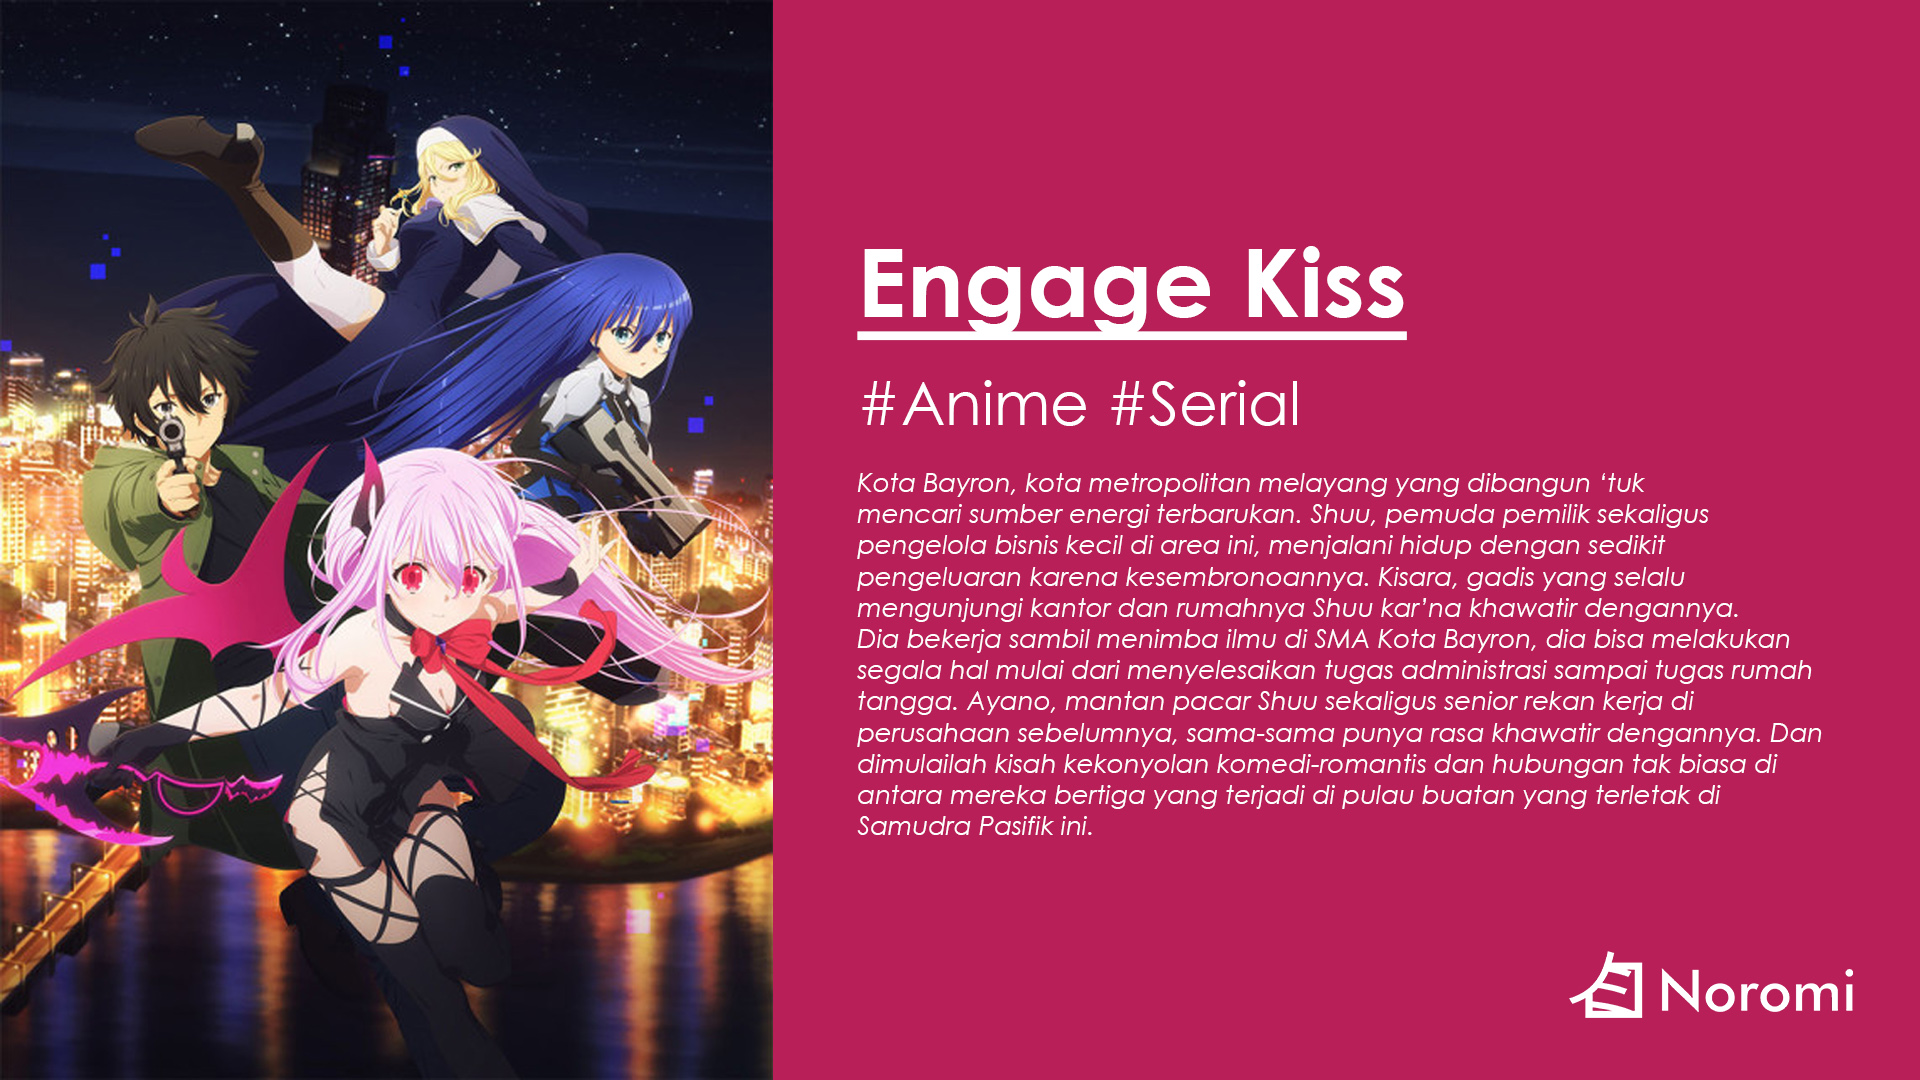 Engage Kiss
#Anime #Serial
Kota Bayron, kota metropolitan melayang yang dibangun ‘tuk
mencari sumber energi terbarukan. Shuu, pemuda pemilik sekaligus
pengelola bisnis kecil di area ini, menjalani hidup dengan sedikit
pengeluaran karena kesembronoannya. Kisara, gadis yang selalu
mengunjungi kantor dan rumahnya Shuu kar’na khawatir dengannya.
Dia bekerja sambil menimba ilmu di SMA Kota Bayron, dia bisa melakukan
segala hal mulai dari menyelesaikan tugas administrasi sampai tugas rumah
tangga. Ayano, mantan pacar Shuu sekaligus senior rekan kerja di
perusahaan sebelumnya, sama-sama punya rasa khawatir dengannya. Dan
dimulailah kisah kekonyolan komedi-romantis dan hubungan tak biasa di
antara mereka bertiga yang terjadi di pulau buatan yang terletak di
Samudra Pasifik ini.
Noromi